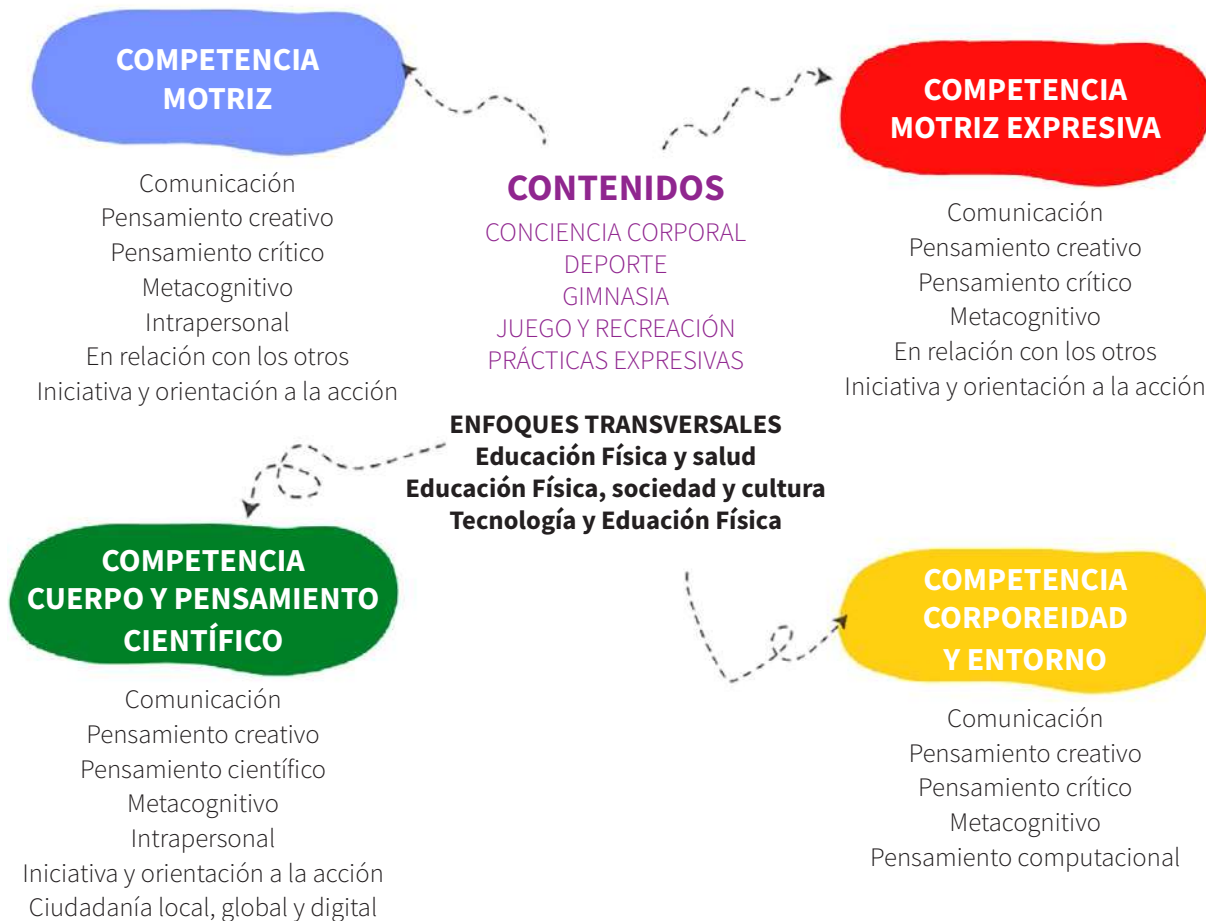 COMPETENCIA
MOTRIZ
Comunicación
Pensamiento creativo
Pensamiento crítico
Metacognitivo
Intrapersonal
En relación con los otros
Iniciativa y orientación a la acción
COMPETENCIA
MOTRIZ EXPRESIVA
Comunicación
Pensamiento creativo
Pensamiento crítico
Metacognitivo
En relación con los otros
Iniciativa y orientación a la acción
CONTENIDOS
CONCIENCIA CORPORAL
DEPORTE
GIMNASIA
JUEGO Y RECREACIÓN
PRÁCTICAS EXPRESIVAS
ENFOQUES TRANSVERSALES
Educación Física y salud
Educación Física, sociedad y cultura
Tecnología y Eduación Física
COMPETENCIA
CUERPO Y PENSAMIENTO
CIENTÍFICO
Comunicación
Pensamiento creativo
Pensamiento científico
Metacognitivo
Intrapersonal
Iniciativa y orientación a la acción
Ciudadanía local, global y digital
COMPETENCIA
CORPOREIDAD
Y ENTORNO
Comunicación
Pensamiento creativo
Pensamiento crítico
Metacognitivo
Pensamiento computacional